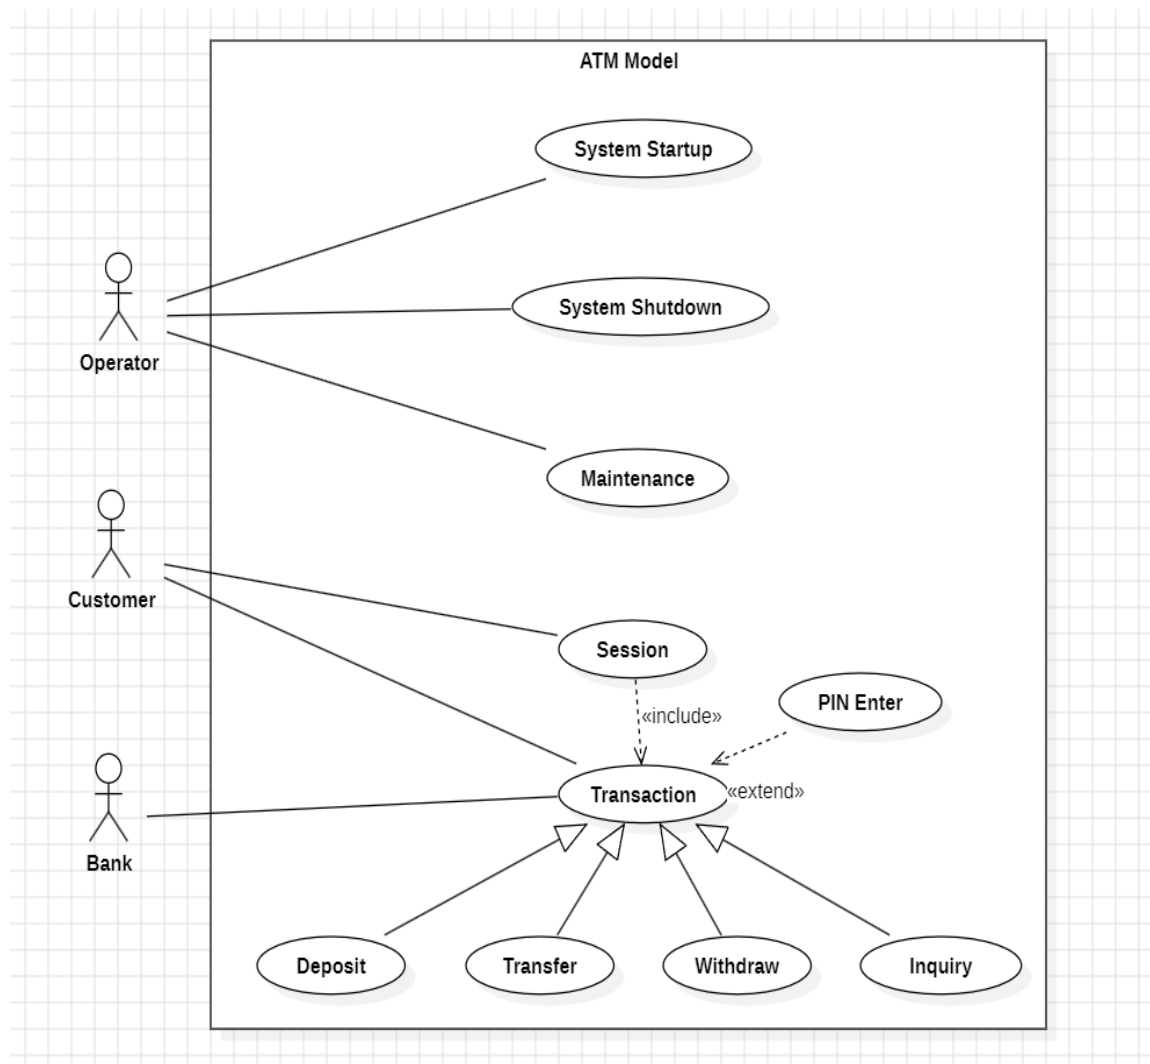 ATM Model
System Startup
System Shutdown
Operator
Maintenance
Customer
Session
PIN Enter
«include»
Transaction
«extend»
Bank
Deposit
Transfer
Withdraw
Inquiry